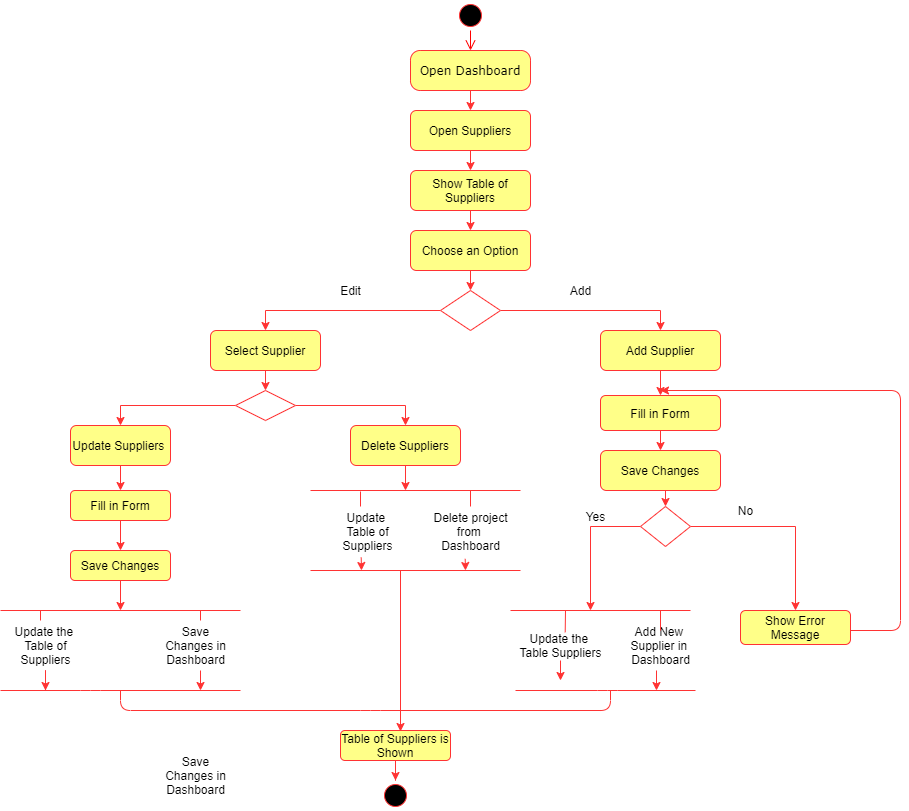 Open Dashboard
Open Suppliers
Show Table of
Suppliers
Choose an Option
Edit
Add
Select Supplier
Add Supplier
Update Suppliers
Delete Suppliers
Fill in Form
Save Changes
Fill in Form
Update
Table of
Suppliers
Delete project
from
Dashboard
Yes
No
Save Changes
Update the
Table of
Suppliers
Save
Changes in
Dashboard
Update the
Table Suppliers
Add New
Supplier in
Dashboard
Show Error
Message
Table of Suppliers is
Shown
Save
Changes in
Dashboard